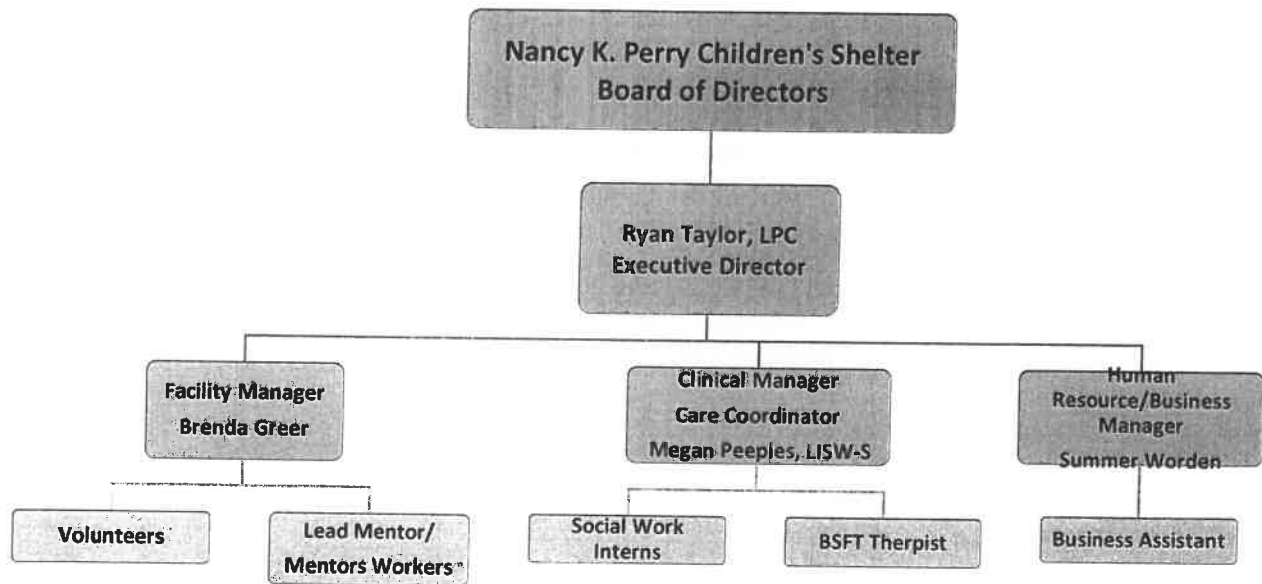 Nancy K. Perry Children's Shelter
Board of Directors
Ryan Taylor, LPC
Executive Director
Facility Manager
Brenda Greer
Clinical Manager
Care Coordinator
Megan Peeples, LISW-S
Human
Resource/Business
Manager
Summer Worden
Volunteers
Lead Mentor/
Mentors Workers
Social Work
Interns
BSFT Therpist
Business Assistant